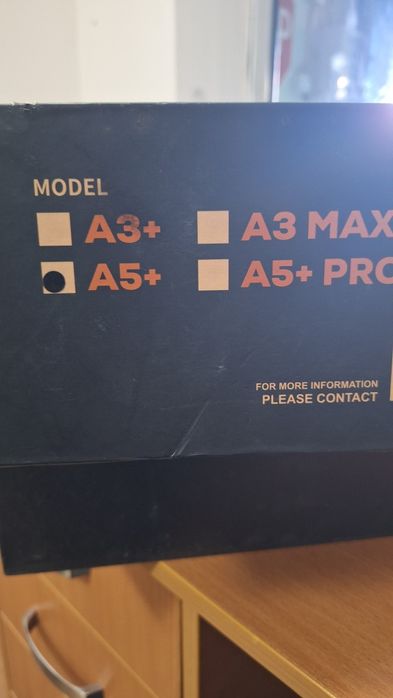 MODEL
A3+ A3 MAX
A5+ A5+ PRO
FOR MORE INFORMATION
PLEASE CONTACT